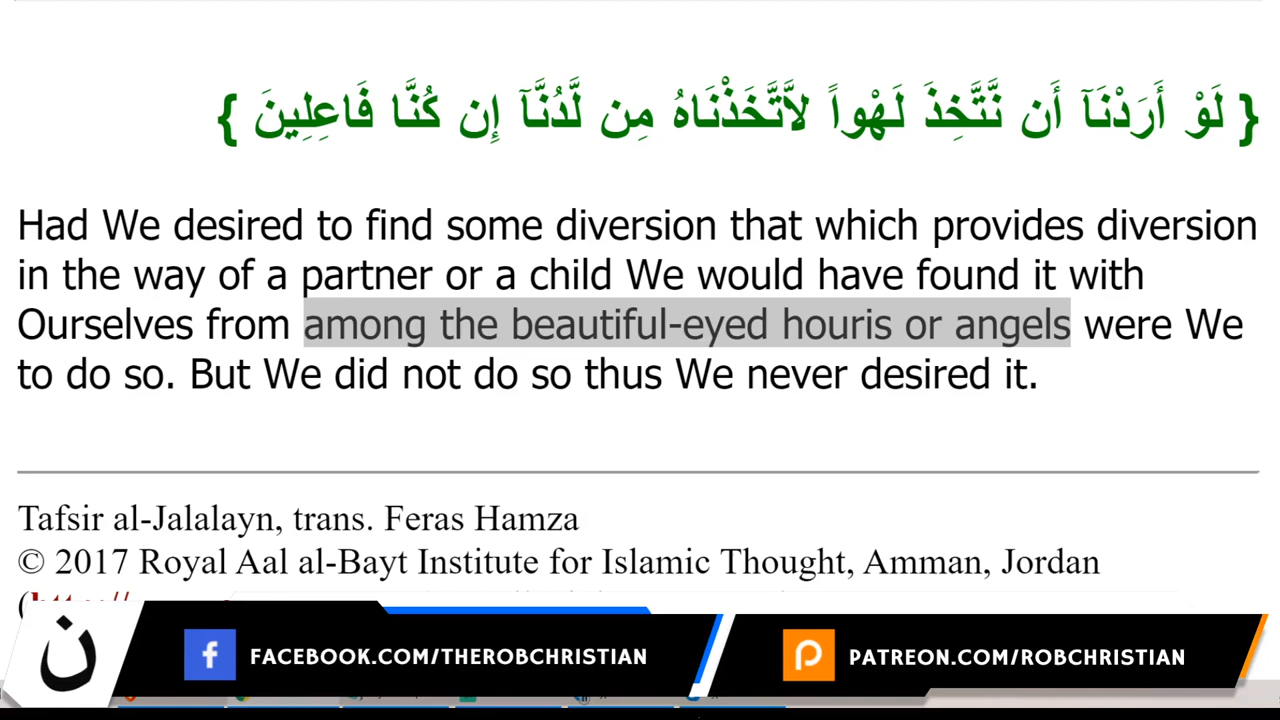 { لَوْ أَرَدْنَآ أَن نَّتَّخِذَ لَهْواً لاَّتَّخَذْنَاهُ مِن لَّدُنَّآ إِن كُنَّا فَاعِلِينَ }
Had We desired to find some diversion that which provides diversion
in the way of a partner or a child We would have found it with
Ourselves from among the beautiful-eyed houris or angels were We
to do so. But We did not do so thus We never desired it.
Tafsir al-Jalalayn, trans. Feras Hamza
© 2017 Royal Aal al-Bayt Institute for Islamic Thought, Amman, Jordan
ن
FACEBOOK.COM/THEROBCHRISTIAN
PATREON.COM/ROBCHRISTIAN